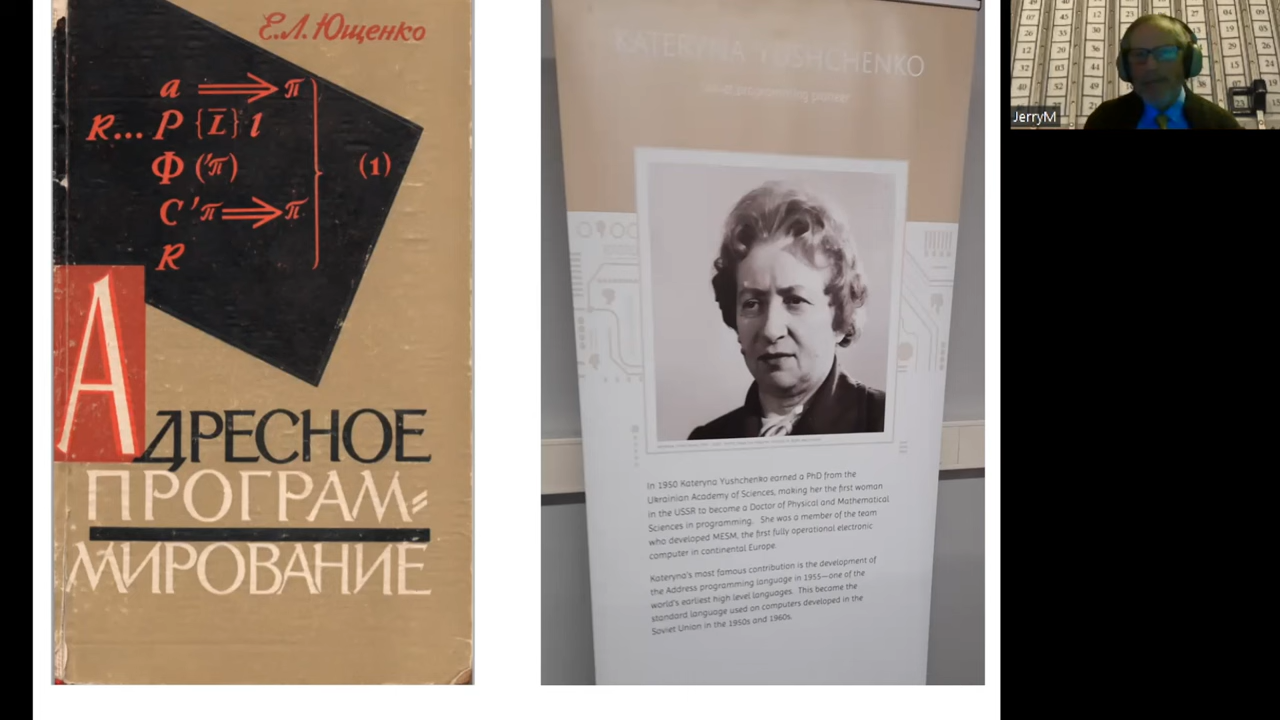 Е.Л. Ющенко
a ⟹ π
R... P {L̅} l
Ф ('π)
C 'π ⟹ π
R
(1)
АДРЕСНОЕ
ПРОГРАМ=
МИРОВАНИЕ
KATERYNA YUSHCHENKO
programming pioneer
In 1950 Kateryna Yushchenko earned a PhD from the
Ukrainian Academy of Sciences, making her the first woman
in the USSR to become a Doctor of Physical and Mathematical
Sciences in programming. She was a member of the team
who developed MESM, the first fully operational electronic
computer in continental Europe.
Kateryna's most famous contribution is the development of
the Address programming language in 1955—one of the
world's earliest high level languages. This became the
standard language used on computers developed in the
Soviet Union in the 1950s and 1960s.
JerryM